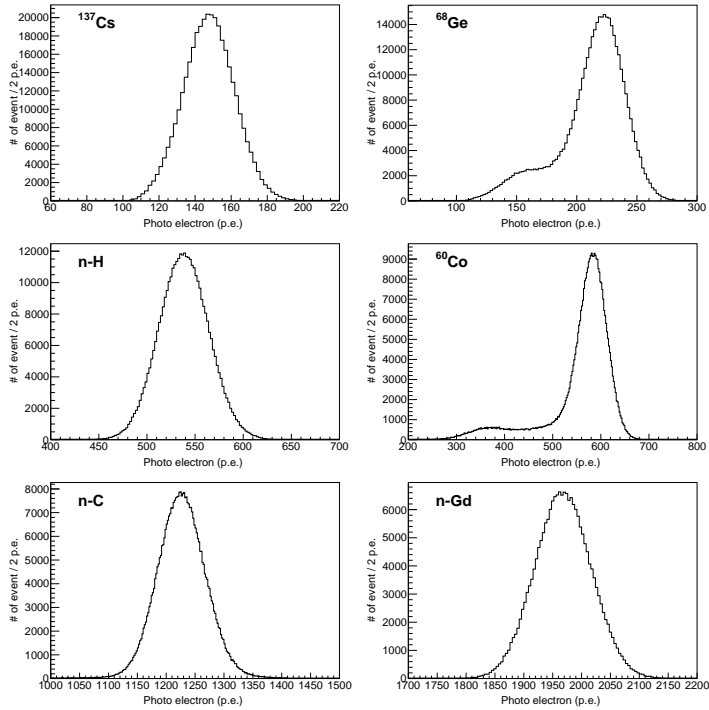 137Cs
# of event / 2 p.e.
20000
18000
16000
14000
12000
10000
8000
6000
4000
2000
0
60 80 100 120 140 160 180 200 220
Photo electron (p.e.)
68Ge
# of event / 2 p.e.
14000
12000
10000
8000
6000
4000
2000
0
100 150 200 250 300
Photo electron (p.e.)
n-H
# of event / 2 p.e.
12000
10000
8000
6000
4000
2000
0
400 450 500 550 600 650 700
Photo electron (p.e.)
60Co
# of event / 2 p.e.
9000
8000
7000
6000
5000
4000
3000
2000
1000
0
200 300 400 500 600 700 800
Photo electron (p.e.)
n-C
# of event / 2 p.e.
8000
7000
6000
5000
4000
3000
2000
1000
0
1000 1050 1100 1150 1200 1250 1300 1350 1400 1450 1500
Photo electron (p.e.)
n-Gd
# of event / 2 p.e.
6000
5000
4000
3000
2000
1000
0
1700 1750 1800 1850 1900 1950 2000 2050 2100 2150 2200
Photo electron (p.e.)